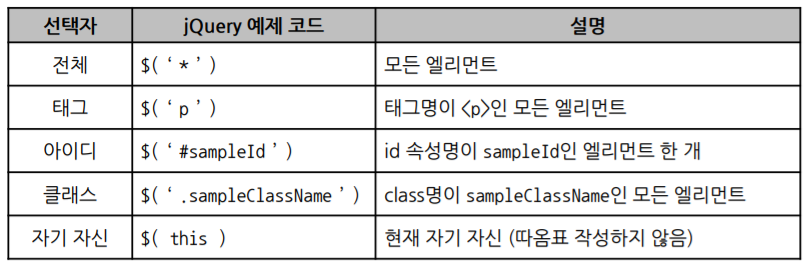 선택자 jQuery 예제 코드 설명
전체 $( ‘ * ’ ) 모든 엘리먼트
태그 $( ‘ p ’ ) 태그명이 <p>인 모든 엘리먼트
아이디 $( ‘ #sampleId ’ ) id 속성명이 sampleId인 엘리먼트 한 개
클래스 $( ‘ .sampleClassName ’ ) class명이 sampleClassName인 모든 엘리먼트
자기 자신 $( this ) 현재 자기 자신 (따옴표 작성하지 않음)